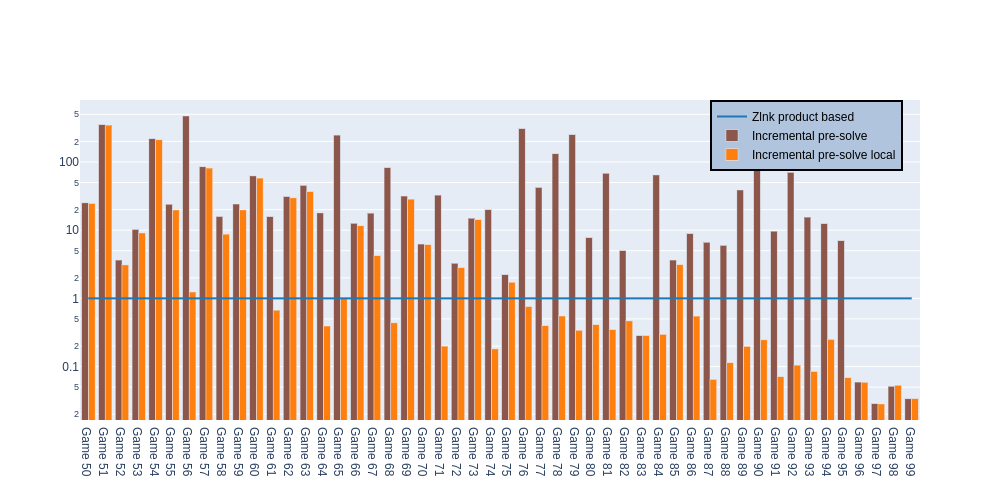 Zlnk product based
Incremental pre-solve
Incremental pre-solve local
5
2
100
5
2
10
5
2
1
5
2
0.1
5
2
Game 50
Game 51
Game 52
Game 53
Game 54
Game 55
Game 56
Game 57
Game 58
Game 59
Game 60
Game 61
Game 62
Game 63
Game 64
Game 65
Game 66
Game 67
Game 68
Game 69
Game 70
Game 71
Game 72
Game 73
Game 74
Game 75
Game 76
Game 77
Game 78
Game 79
Game 80
Game 81
Game 82
Game 83
Game 84
Game 85
Game 86
Game 87
Game 88
Game 89
Game 90
Game 91
Game 92
Game 93
Game 94
Game 95
Game 96
Game 97
Game 98
Game 99